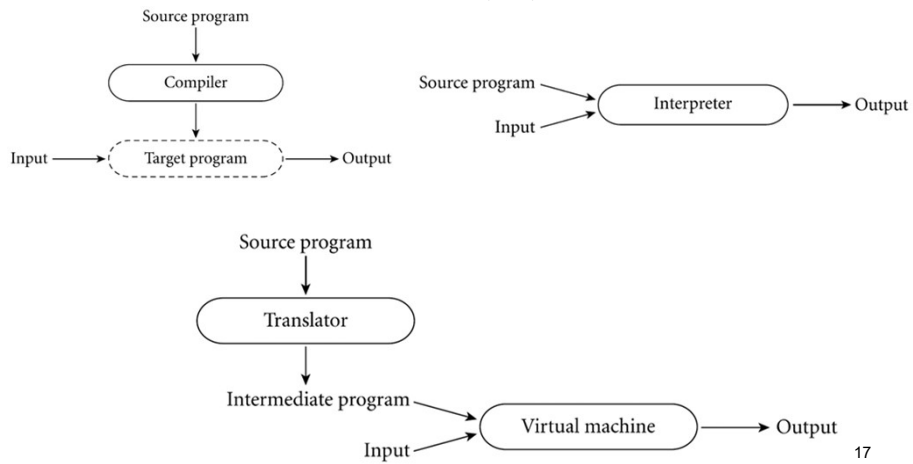 Source program
Compiler
Input
Target program
Output
Source program
Input
Interpreter
Output
Source program
Translator
Intermediate program
Input
Virtual machine
Output
17